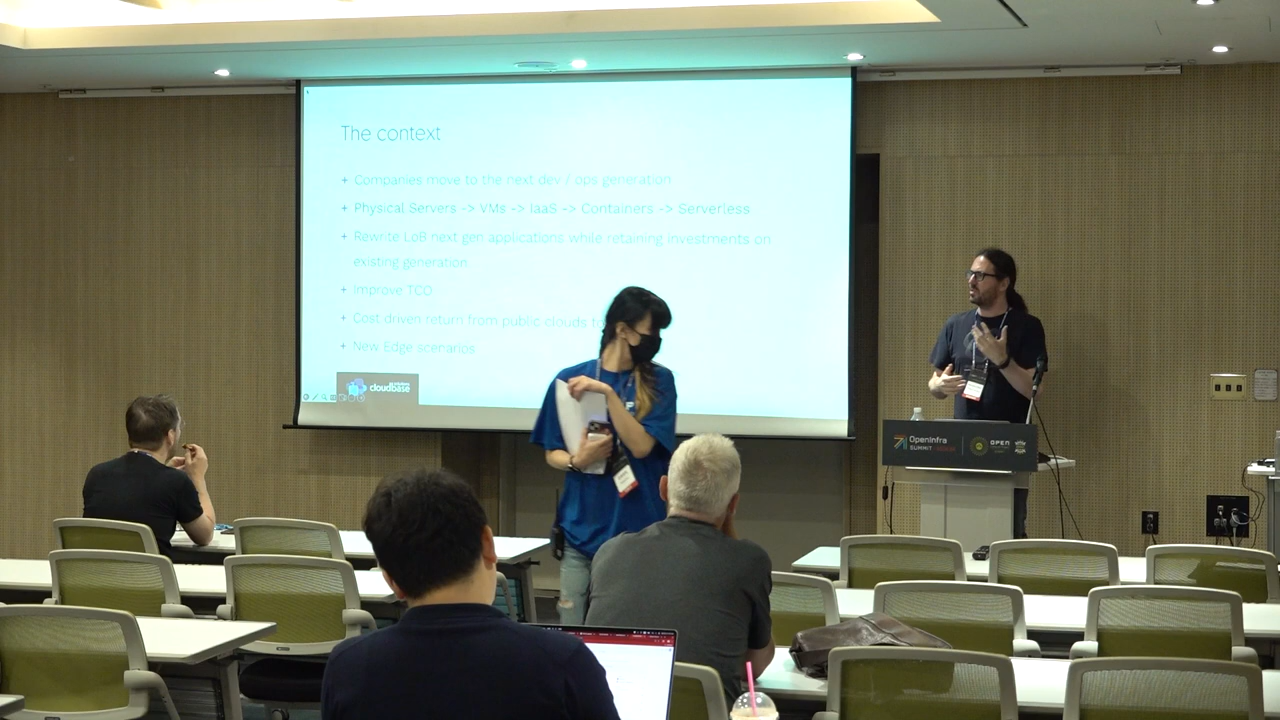 The context
+ Companies move to the next dev / ops generation
+ Physical Servers -> VMs -> IaaS -> Containers -> Serverless
+ Rewrite LoB next gen applications while retaining investments on
existing generation
+ Improve TCO
+ Cost driven return from public clouds to
+ New Edge scenarios
cloudbase
solutions
OpenInfra
SUMMIT
OPEN